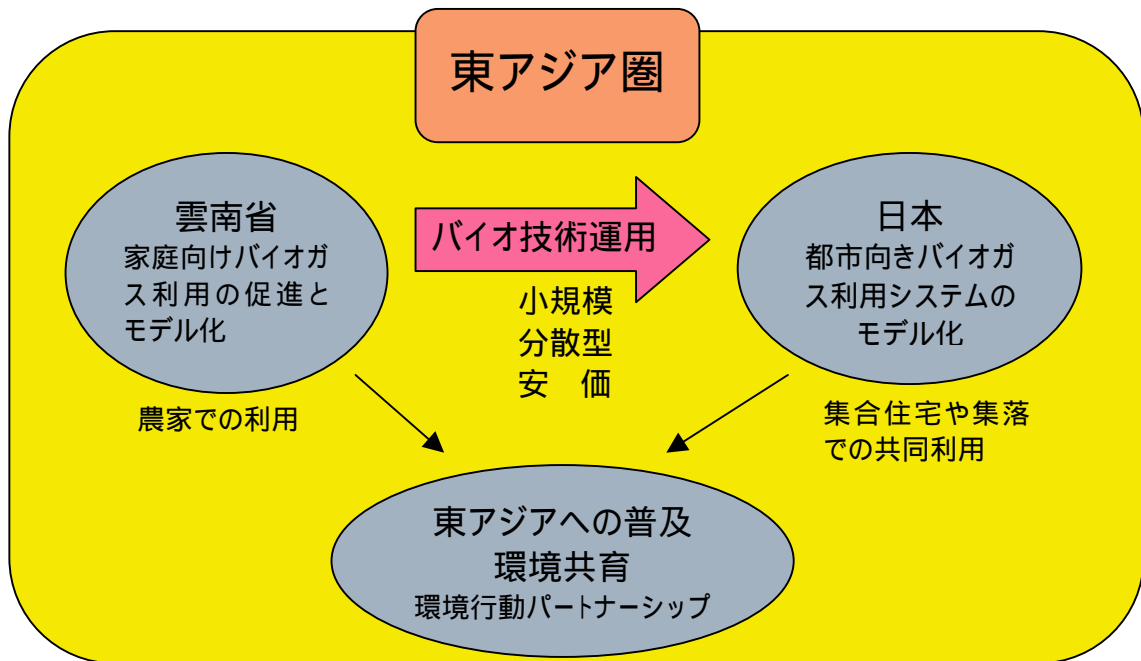 東アジア圏
雲南省
家庭向けバイオガ
ス利用の促進と
モデル化
バイオ技術運用
日本
都市向きバイオガ
ス利用システムの
モデル化
小規模
分散型
安　価
農家での利用
集合住宅や集落
での共同利用
東アジアへの普及
環境共育
環境行動パートナーシップ